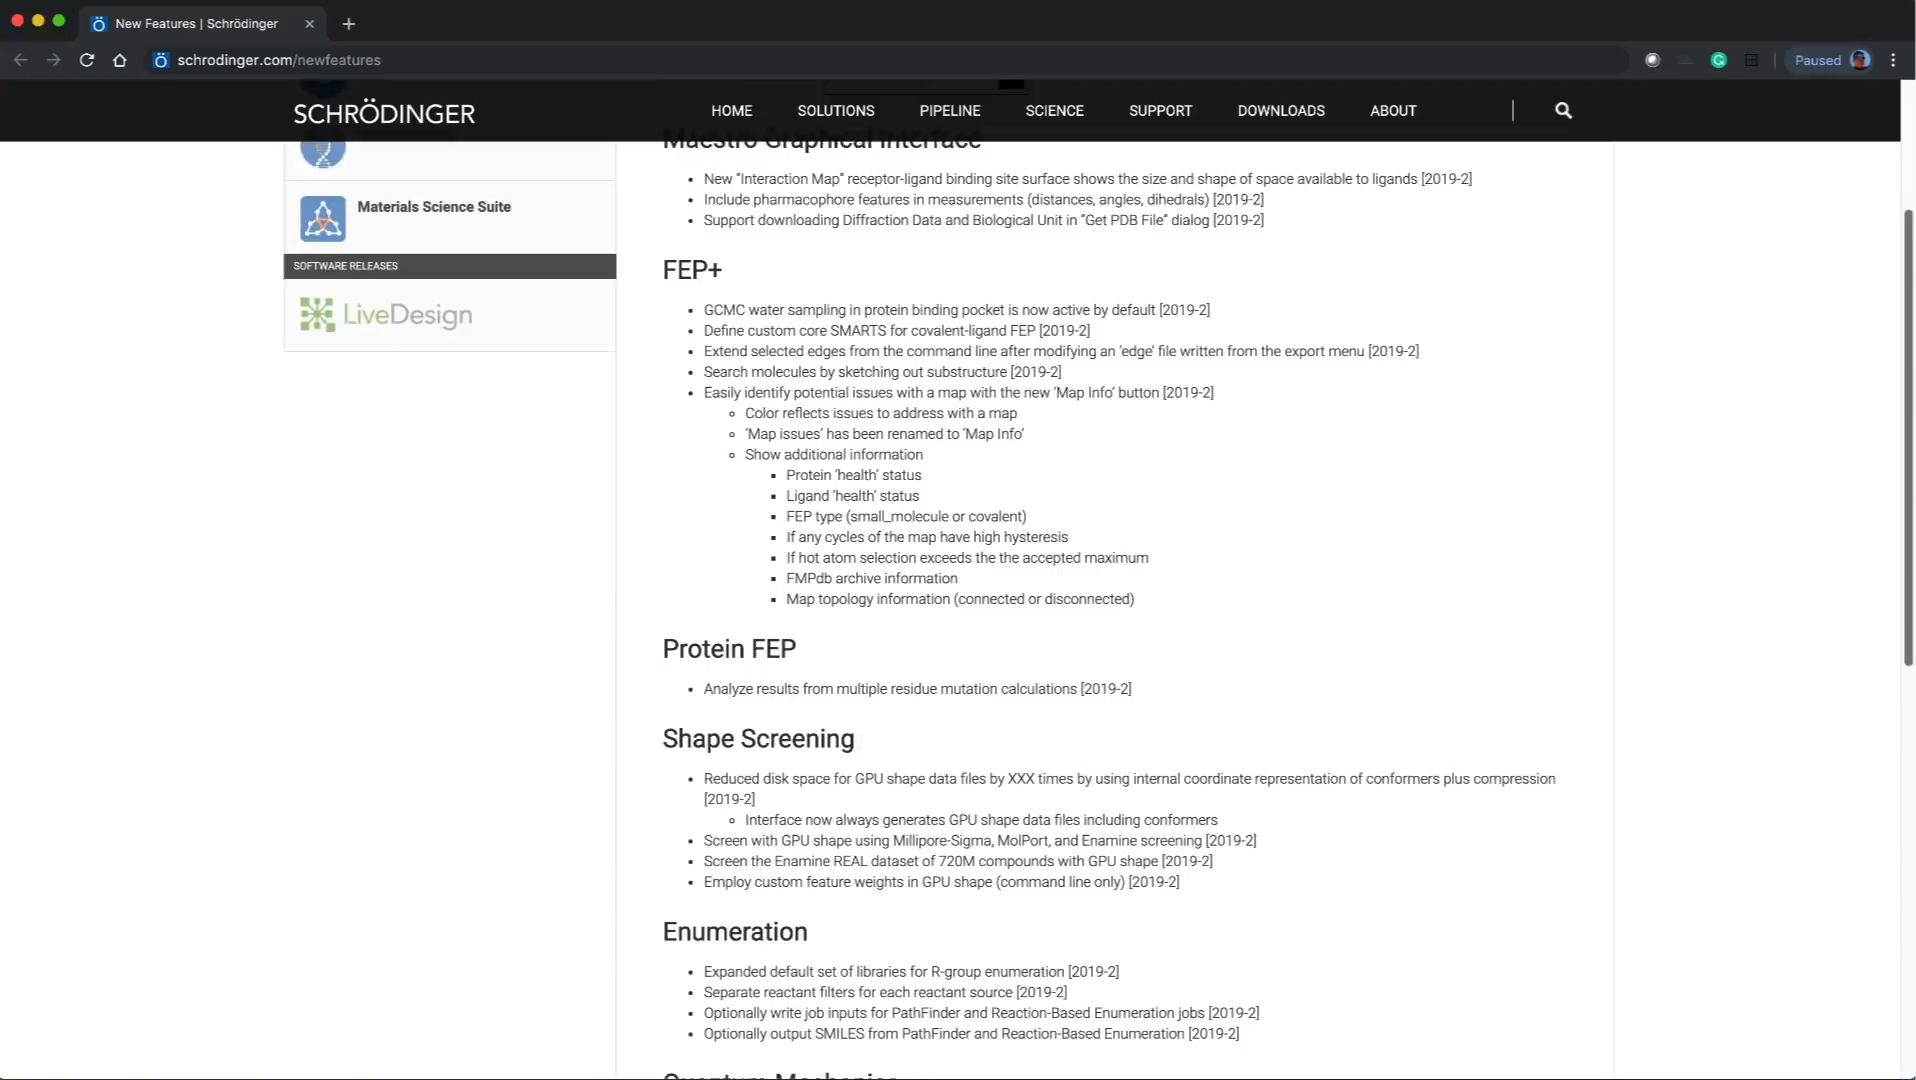 New Features | Schrödinger
schrodinger.com/newfeatures
Paused
SCHRÖDINGER
HOME
SOLUTIONS
PIPELINE
SCIENCE
SUPPORT
DOWNLOADS
ABOUT
Materials Science Suite
SOFTWARE RELEASES
LiveDesign
Maestro Graphical Interface
• New “Interaction Map” receptor-ligand binding site surface shows the size and shape of space available to ligands [2019-2]
• Include pharmacophore features in measurements (distances, angles, dihedrals) [2019-2]
• Support downloading Diffraction Data and Biological Unit in “Get PDB File” dialog [2019-2]
FEP+
• GCMC water sampling in protein binding pocket is now active by default [2019-2]
• Define custom core SMARTS for covalent-ligand FEP [2019-2]
• Extend selected edges from the command line after modifying an 'edge' file written from the export menu [2019-2]
• Search molecules by sketching out substructure [2019-2]
• Easily identify potential issues with a map with the new ‘Map Info’ button [2019-2]
◦ Color reflects issues to address with a map
◦ ‘Map issues’ has been renamed to ‘Map Info’
◦ Show additional information
▪ Protein ‘health’ status
▪ Ligand ‘health’ status
▪ FEP type (small_molecule or covalent)
▪ If any cycles of the map have high hysteresis
▪ If hot atom selection exceeds the the accepted maximum
▪ FMPdb archive information
▪ Map topology information (connected or disconnected)
Protein FEP
• Analyze results from multiple residue mutation calculations [2019-2]
Shape Screening
• Reduced disk space for GPU shape data files by XXX times by using internal coordinate representation of conformers plus compression
[2019-2]
◦ Interface now always generates GPU shape data files including conformers
• Screen with GPU shape using Millipore-Sigma, MolPort, and Enamine screening [2019-2]
• Screen the Enamine REAL dataset of 720M compounds with GPU shape [2019-2]
• Employ custom feature weights in GPU shape (command line only) [2019-2]
Enumeration
• Expanded default set of libraries for R-group enumeration [2019-2]
• Separate reactant filters for each reactant source [2019-2]
• Optionally write job inputs for PathFinder and Reaction-Based Enumeration jobs [2019-2]
• Optionally output SMILES from PathFinder and Reaction-Based Enumeration [2019-2]
Quantum Mechanics